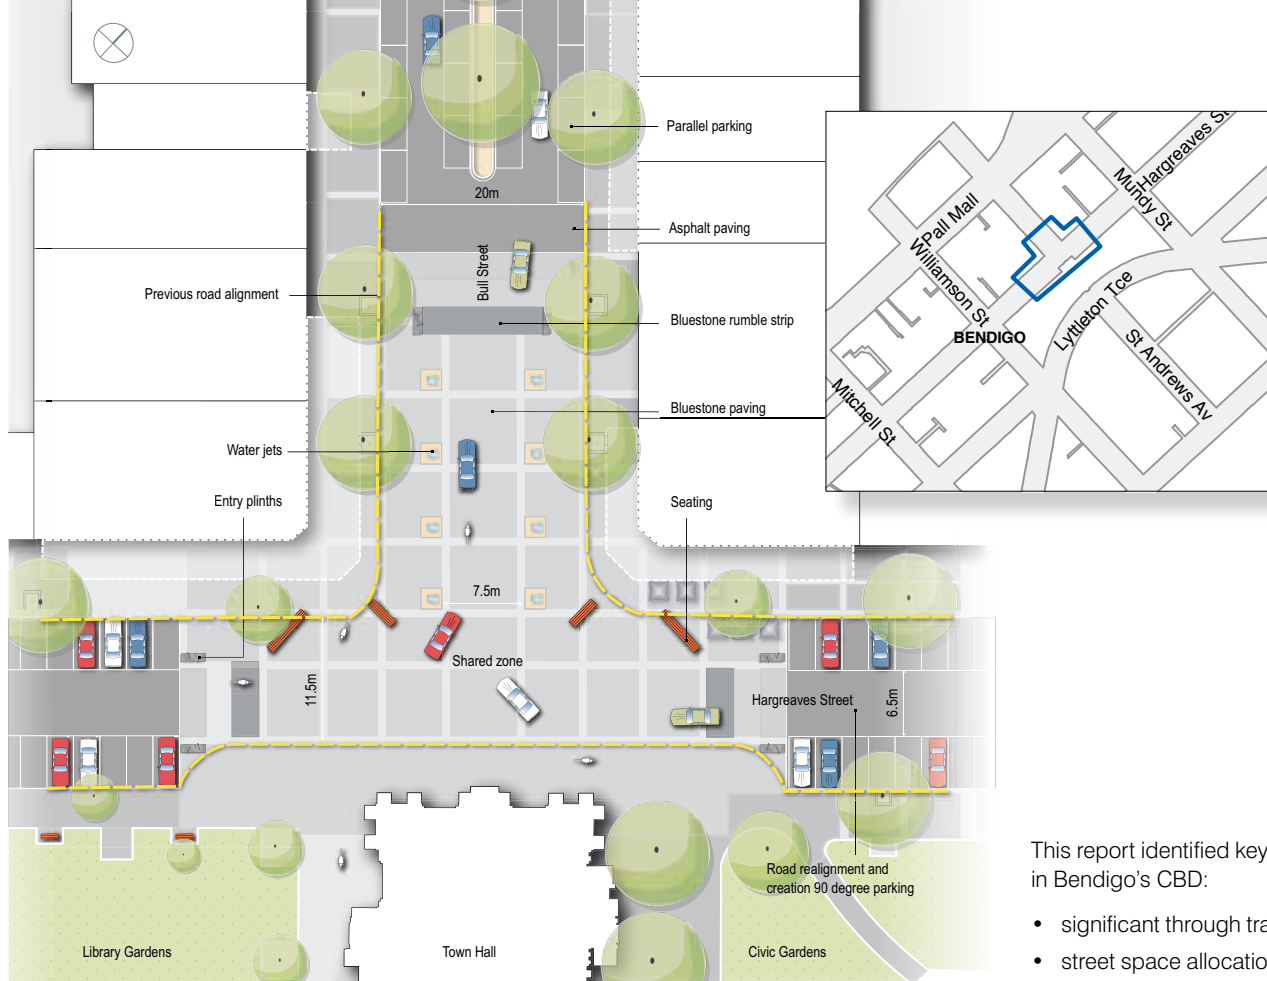 Parallel parking
20m
Asphalt paving
Bull Street
Previous road alignment
Bluestone rumble strip
Bluestone paving
Water jets
Entry plinths
Seating
7.5m
Shared zone
11.5m
Hargreaves Street
6.5m
Road realignment and
creation 90 degree parking
Library Gardens
Town Hall
Civic Gardens
Hargreaves St
Mundy St
Pall Mall
Williamson St
Lyttleton Tce
BENDIGO
St Andrews Av
Mitchell St
This report identified key
in Bendigo's CBD:
• significant through tra
• street space allocatio